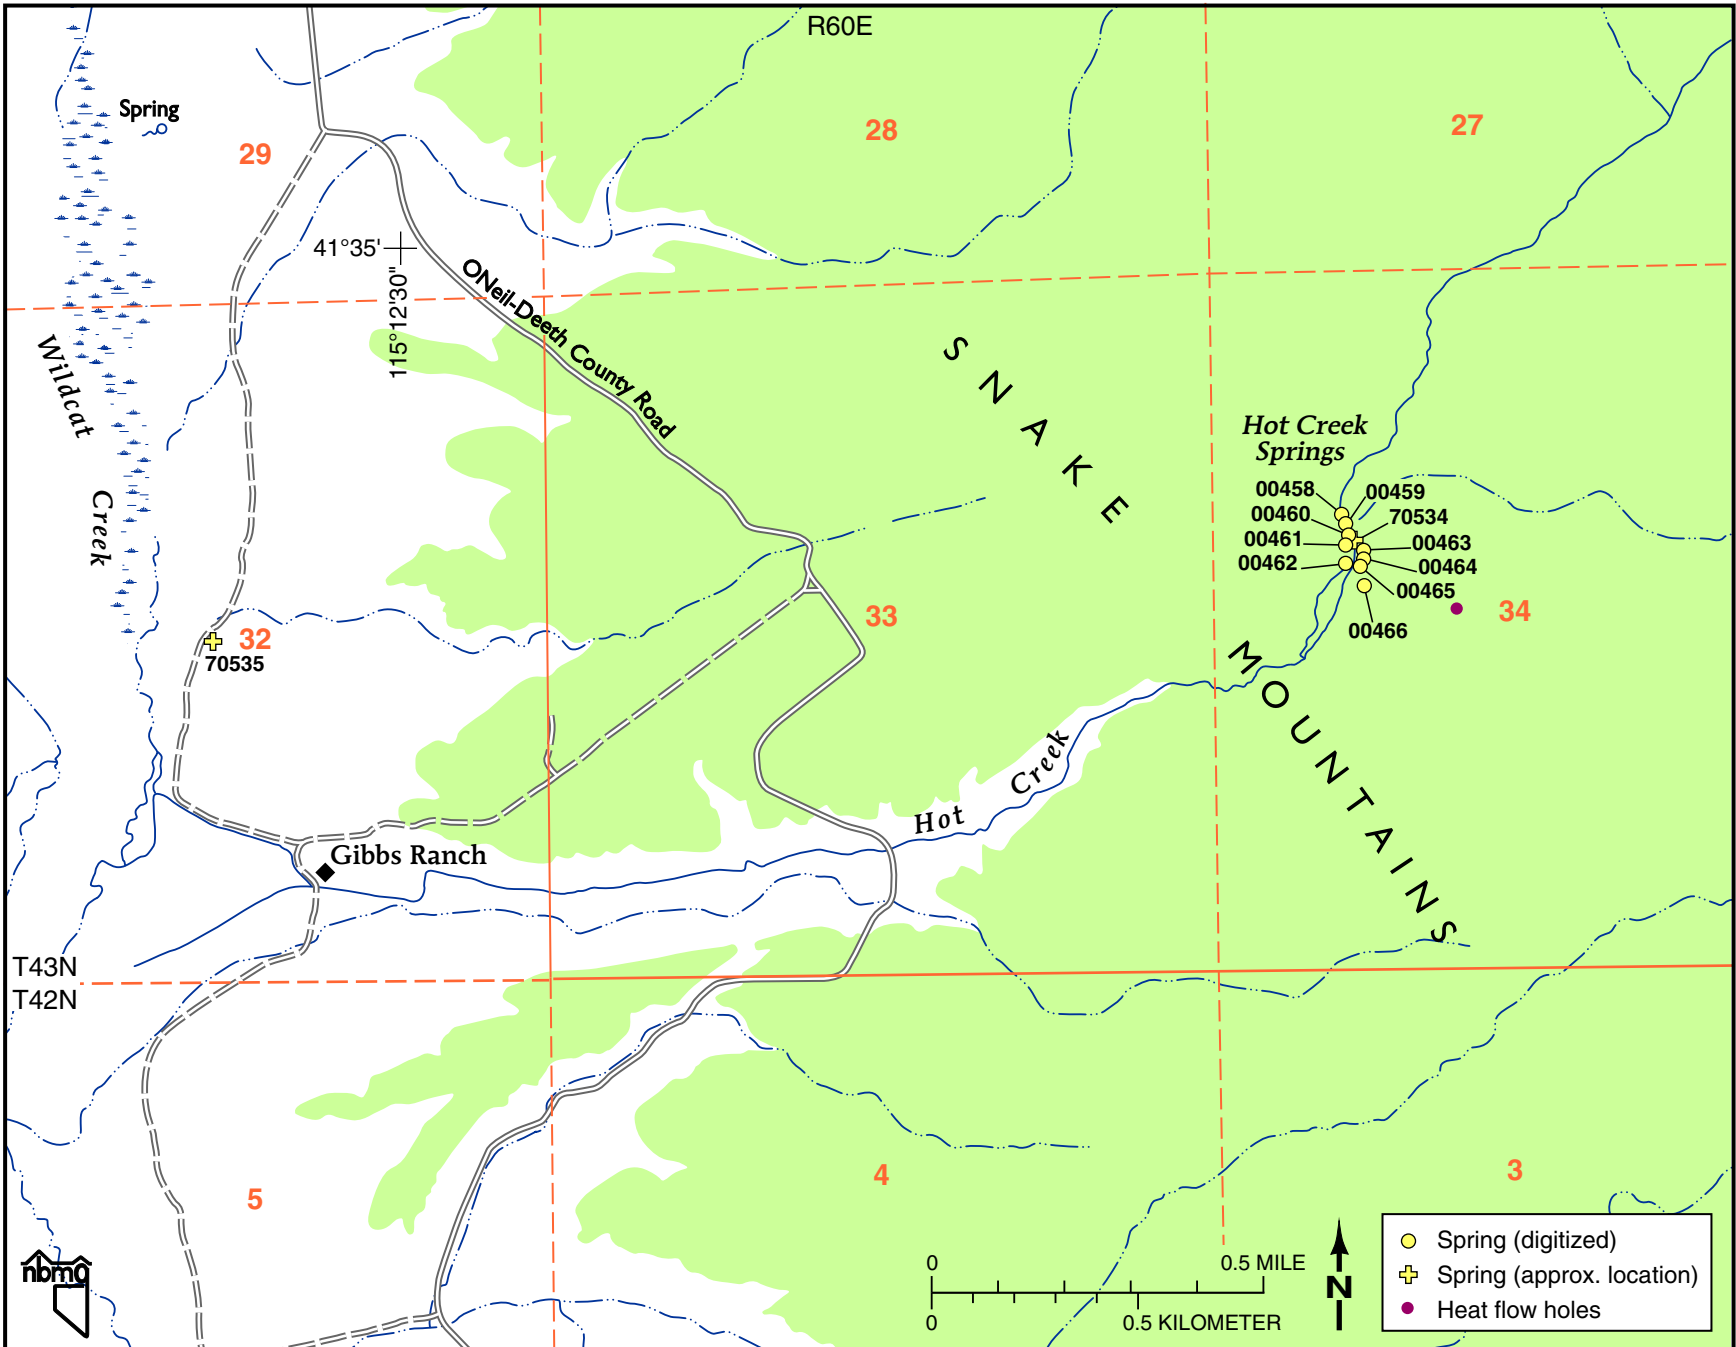 R60E
Spring
29
28
27
41°35'
115°12'30"
ONeil-Deeth County Road
Wildcat
Creek
SNAKE
MOUNTAINS
Hot Creek
Springs
00458
00459
00460
70534
00461
00463
00462
00464
00465
00466
32
70535
33
34
Hot Creek
Gibbs Ranch
T43N
T42N
5
4
3
nbmg
0
0.5 MILE
0
0.5 KILOMETER
N
Spring (digitized)
Spring (approx. location)
Heat flow holes